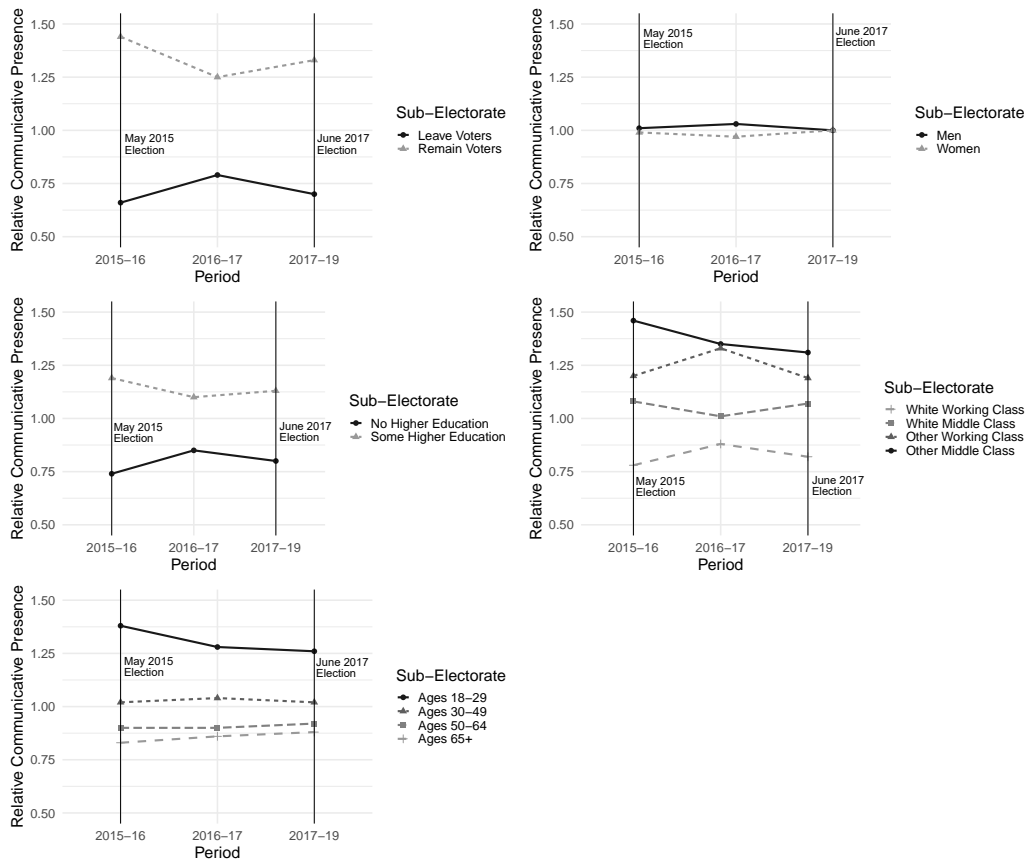 Relative Communicative Presence
1.50
1.25
1.00
0.75
0.50
May 2015
Election
June 2017
Election
2015–16
2016–17
2017–19
Period
Sub−Electorate
Leave Voters
Remain Voters
Relative Communicative Presence
1.50
1.25
1.00
0.75
0.50
May 2015
Election
June 2017
Election
2015–16
2016–17
2017–19
Period
Sub−Electorate
Men
Women
Relative Communicative Presence
1.50
1.25
1.00
0.75
0.50
May 2015
Election
June 2017
Election
2015–16
2016–17
2017–19
Period
Sub−Electorate
No Higher Education
Some Higher Education
Relative Communicative Presence
1.50
1.25
1.00
0.75
0.50
May 2015
Election
June 2017
Election
2015–16
2016–17
2017–19
Period
Sub−Electorate
White Working Class
White Middle Class
Other Working Class
Other Middle Class
Relative Communicative Presence
1.50
1.25
1.00
0.75
0.50
May 2015
Election
June 2017
Election
2015–16
2016–17
2017–19
Period
Sub−Electorate
Ages 18−29
Ages 30−49
Ages 50−64
Ages 65+